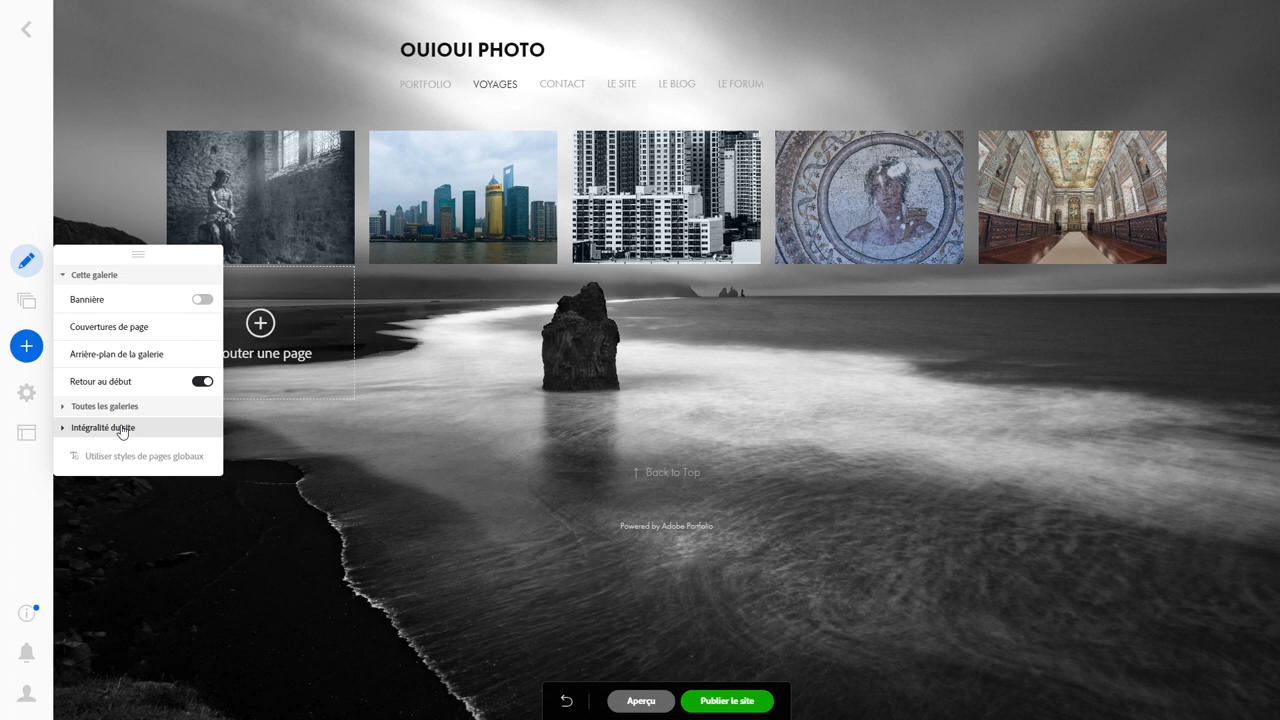 OUIOUI PHOTO
PORTFOLIO VOYAGES CONTACT LE SITE LE BLOG LE FORUM
Cette galerie
Bannière
Couvertures de page
outer une page
Arrière-plan de la galerie
Retour au début
Toutes les galeries
Intégralité du site
Utiliser styles de pages globaux
↑ Back to Top
Powered by Adobe Portfolio
Aperçu Publier le site